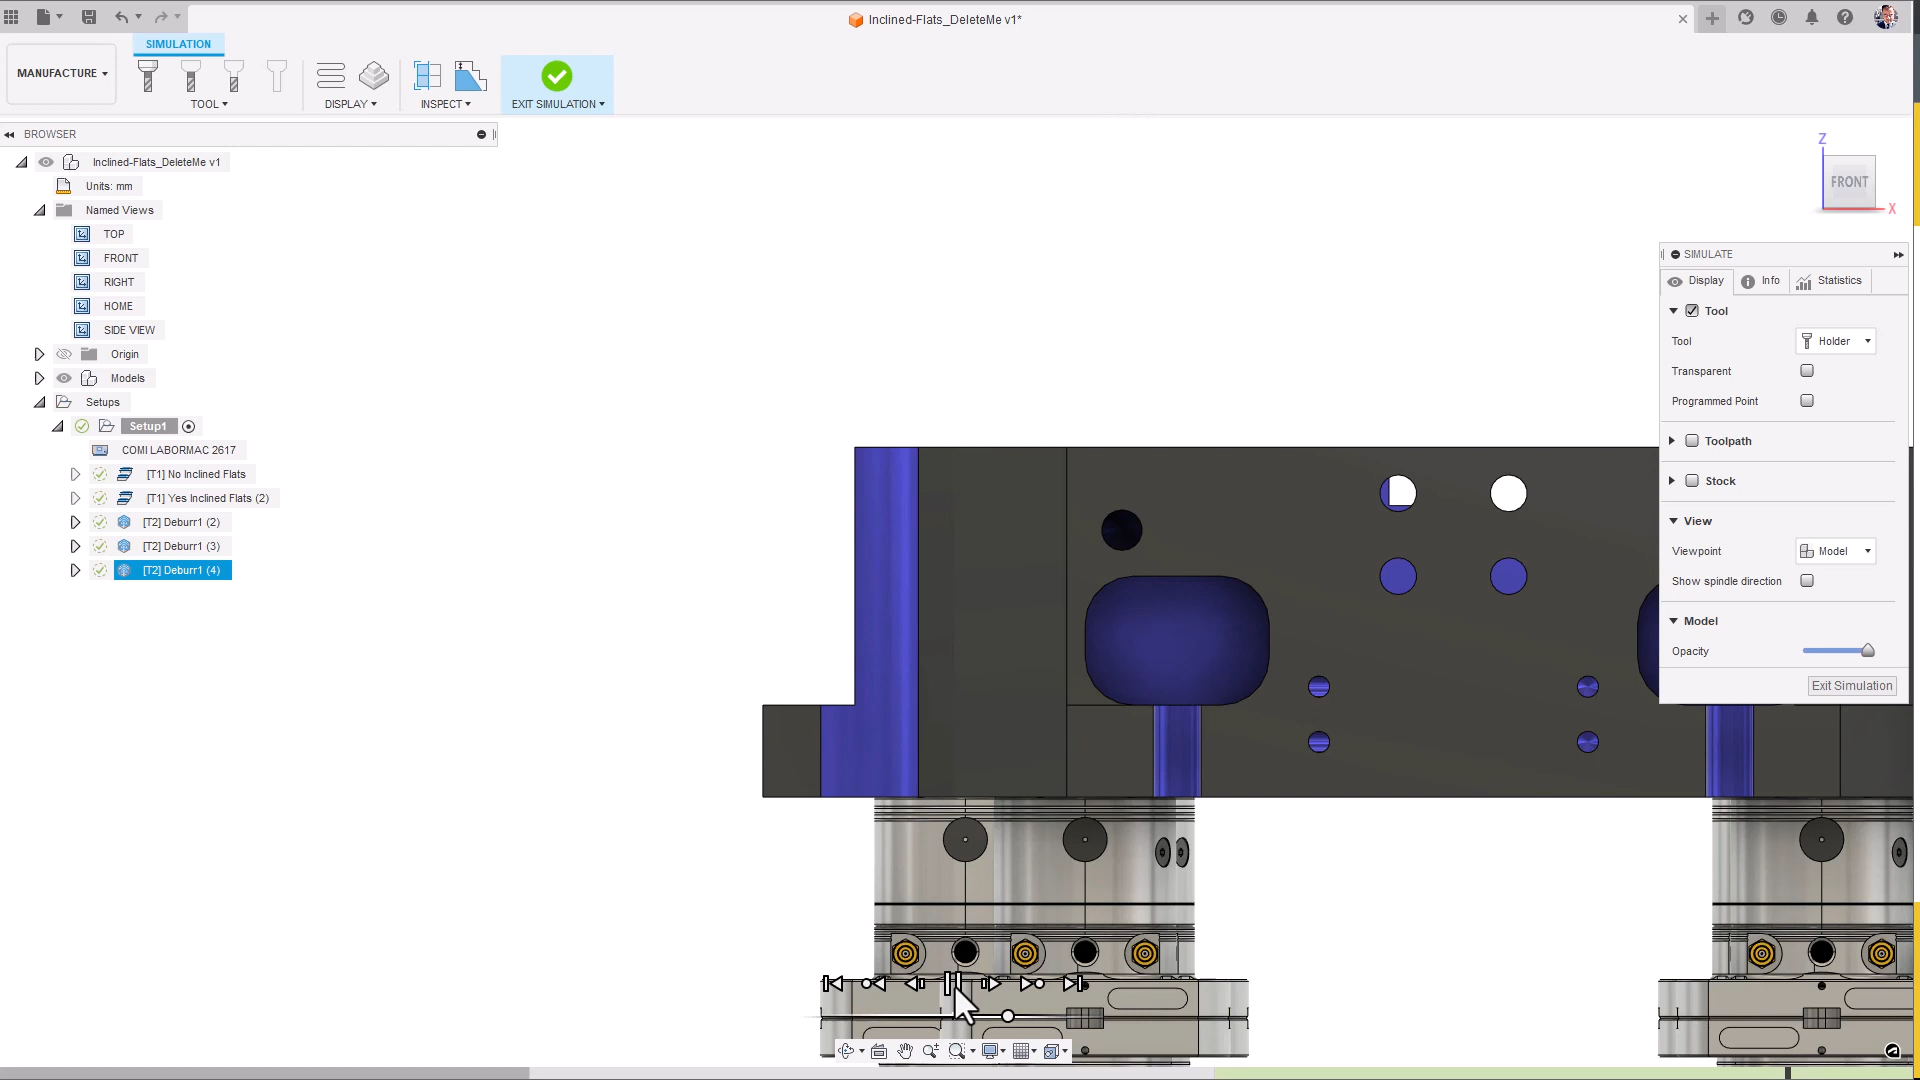 Inclined-Flats_DeleteMe v1*
MANUFACTURE
SIMULATION
TOOL
DISPLAY
INSPECT
EXIT SIMULATION
BROWSER
Inclined-Flats_DeleteMe v1
Units: mm
Named Views
TOP
FRONT
RIGHT
HOME
SIDE VIEW
Origin
Models
Setups
Setup1
COMI LABORMAC 2617
[T1] No Inclined Flats
[T1] Yes Inclined Flats (2)
[T2] Deburr1 (2)
[T2] Deburr1 (3)
[T2] Deburr1 (4)
Z
FRONT
X
SIMULATE
Display
Info
Statistics
Tool
Tool
Holder
Transparent
Programmed Point
Toolpath
Stock
View
Viewpoint
Model
Show spindle direction
Model
Opacity
Exit Simulation